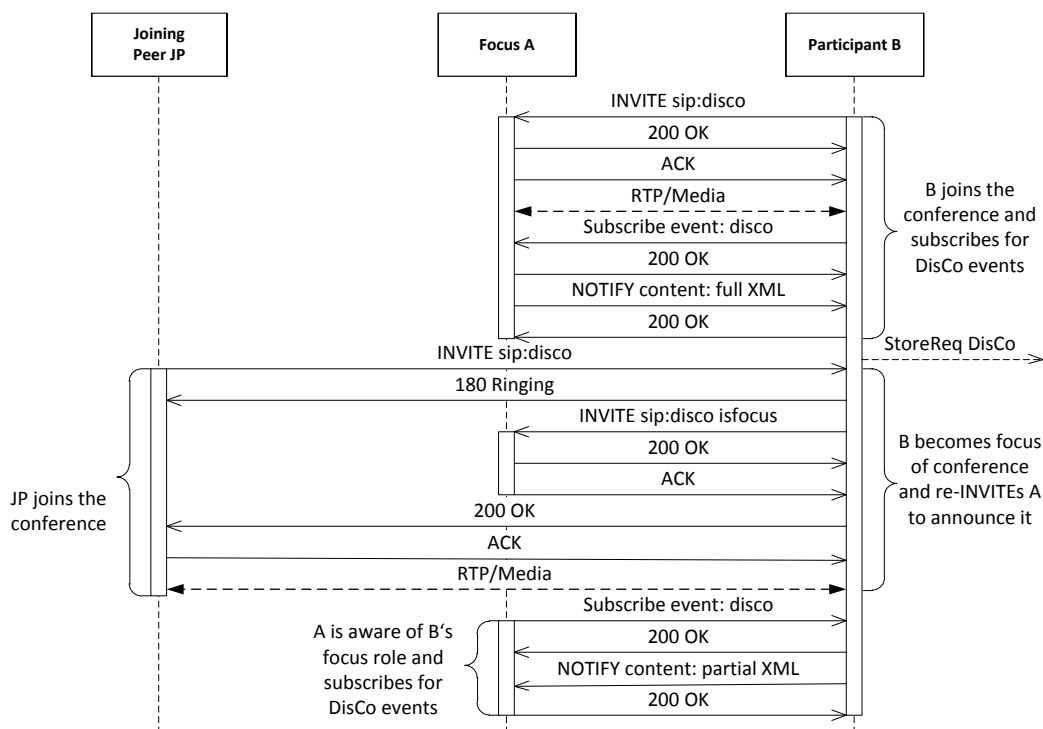 Joining
Peer JP
Focus A
Participant B
INVITE sip:disco
200 OK
ACK
RTP/Media
Subscribe event: disco
200 OK
NOTIFY content: full XML
200 OK
B joins the
conference and
subscribes for
DisCo events
StoreReq DisCo
INVITE sip:disco
180 Ringing
INVITE sip:disco isfocus
200 OK
ACK
200 OK
ACK
RTP/Media
JP joins the
conference
B becomes focus
of conference
and re-INVITEs A
to announce it
Subscribe event: disco
200 OK
NOTIFY content: partial XML
200 OK
A is aware of B‘s
focus role and
subscribes for
DisCo events